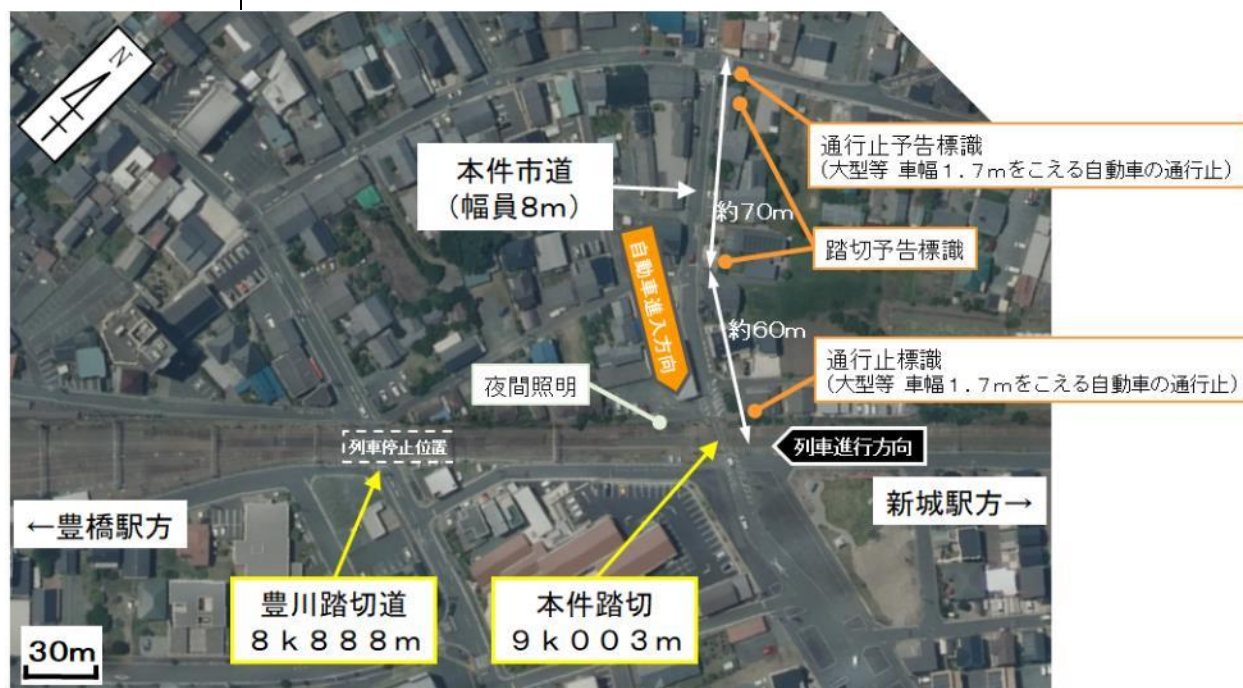 N
通行止予告標識
(大型等 車幅1.7mをこえる自動車の通行止)
本件市道
(幅員8m)
約70m
踏切予告標識
自動車進入方向
約60m
通行止標識
(大型等 車幅1.7mをこえる自動車の通行止)
夜間照明
列車停止位置
列車進行方向
←豊橋駅方
新城駅方→
豊川踏切道
8k888m
本件踏切
9k003m
30m